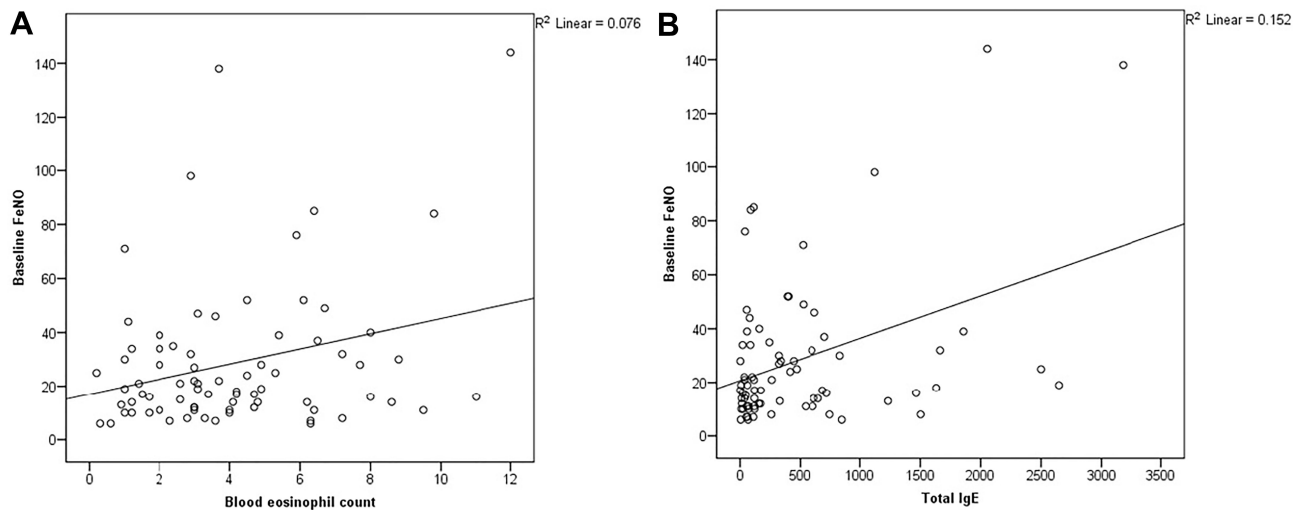 A
R² Linear = 0.076
140
120
100
80
60
40
20
0
Baseline FeNO
0 2 4 6 8 10 12
Blood eosinophil count
B
R² Linear = 0.152
140
120
100
80
60
40
20
0
Baseline FeNO
0 500 1000 1500 2000 2500 3000 3500
Total IgE